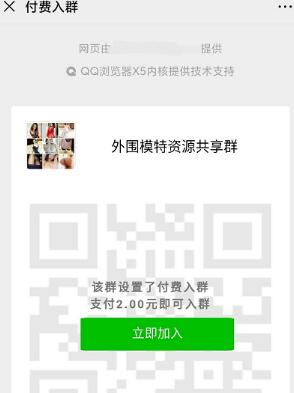 付费入群
网页由 提供
QQ浏览器X5内核提供技术支持
外围模特资源共享群
该群设置了付费入群
支付2.00元即可入群
立即加入